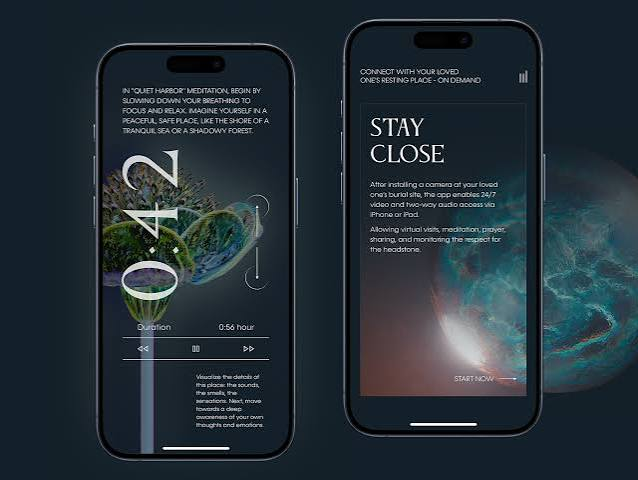 IN "QUIET HARBOR" MEDITATION, BEGIN BY
SLOWING DOWN YOUR BREATHING TO
FOCUS AND RELAX. IMAGINE YOURSELF IN A
PEACEFUL, SAFE PLACE, LIKE THE SHORE OF A
TRANQUIL SEA OR A SHADOWY FOREST.
0:42
Duration 0:56 hour
Visualize the details of
this place: the sounds,
the smells, the
sensations. Next, move
towards a deep
awareness of your own
thoughts and emotions
CONNECT WITH YOUR LOVED
ONE'S RESTING PLACE - ON DEMAND
STAY
CLOSE
After installing a camera at your loved
one's burial site, the app enables 24/7
video and two-way audio access via
iPhone or iPad.
Allowing virtual visits, meditation, prayer,
sharing, and monitoring the respect for
the headstone.
START NOW